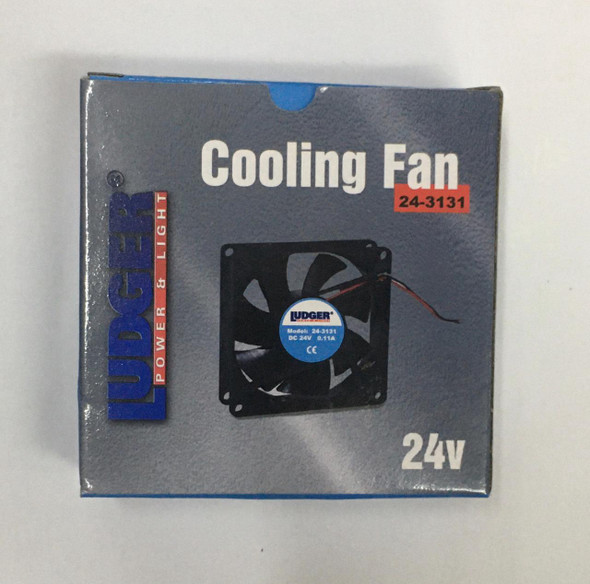 Cooling Fan
24-3131
LUDGER®
POWER & LIGHT
LUDGER®
Model: 24-3131
DC 24V 0.11A
CE
24v